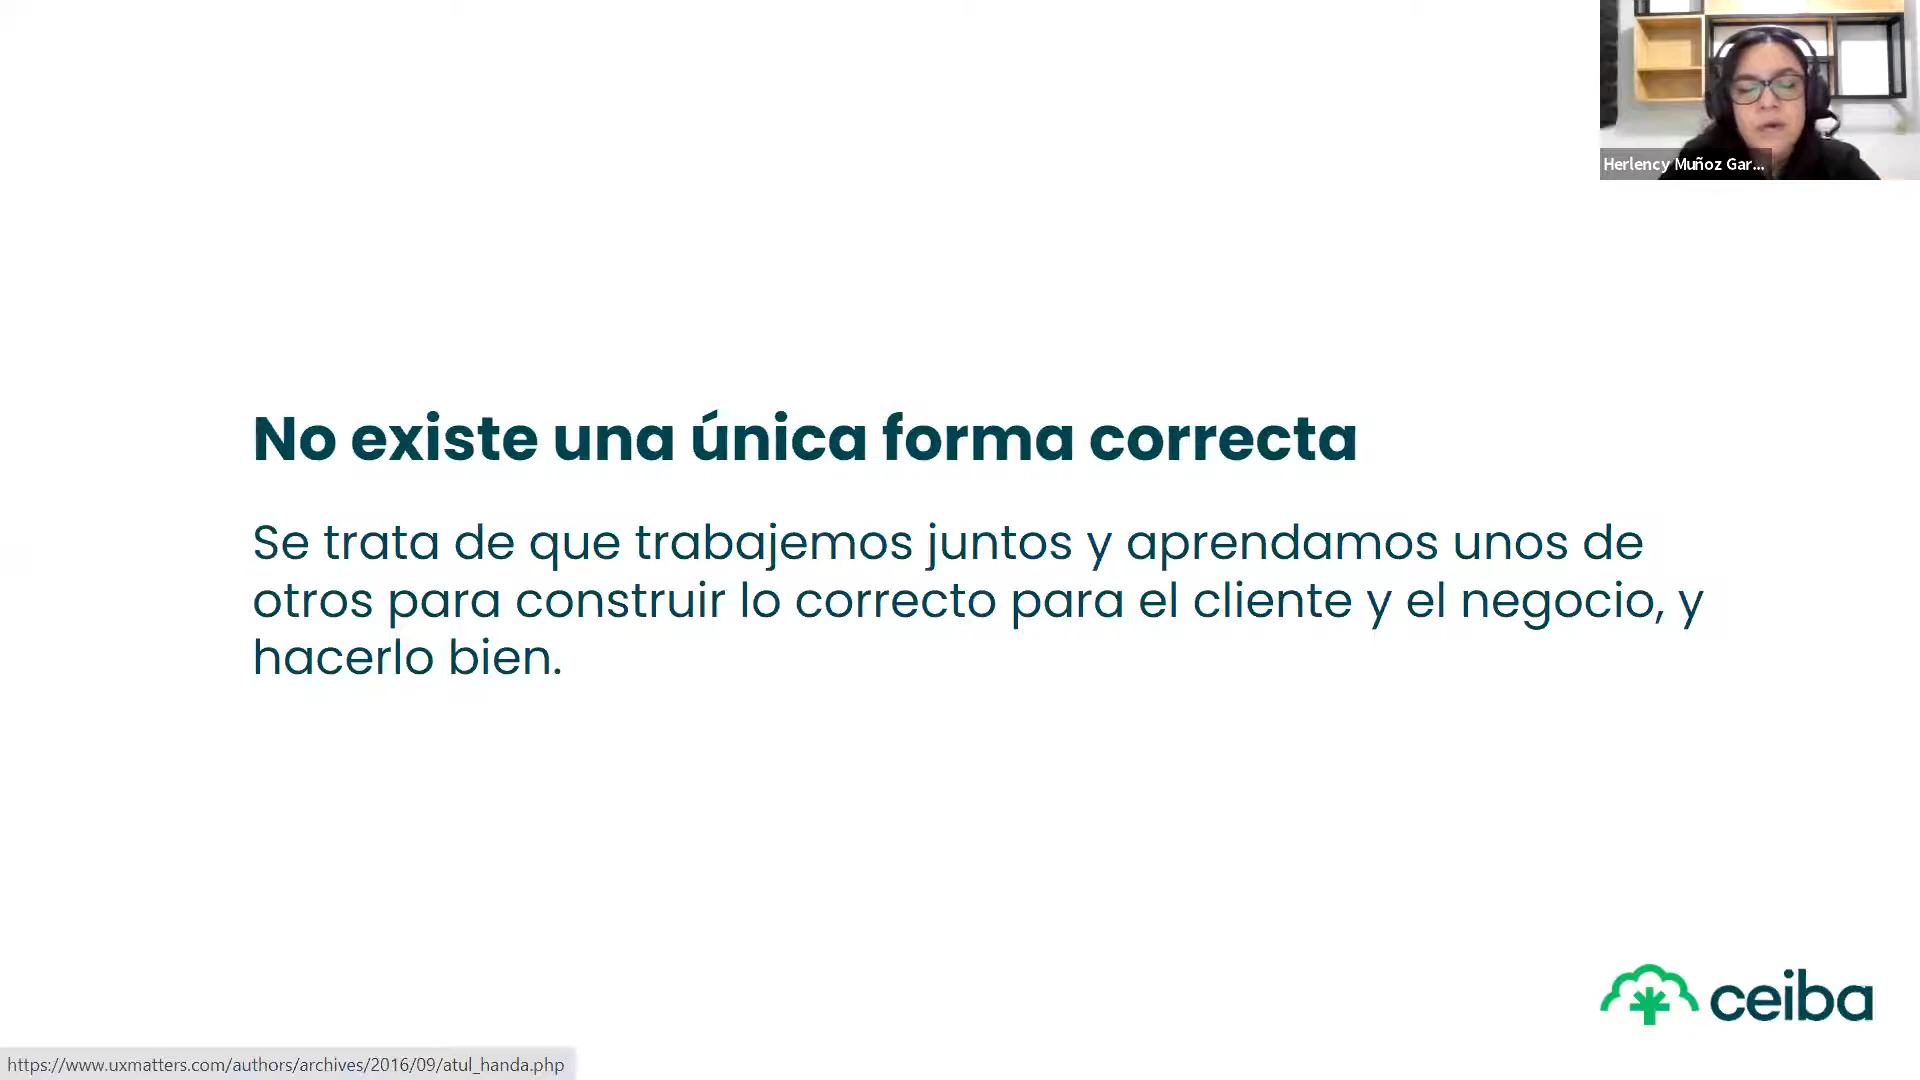 Herlency Muñoz Gar...
No existe una única forma correcta
Se trata de que trabajemos juntos y aprendamos unos de
otros para construir lo correcto para el cliente y el negocio, y
hacerlo bien.
ceiba
https://www.uxmatters.com/authors/archives/2016/09/atul_handa.php